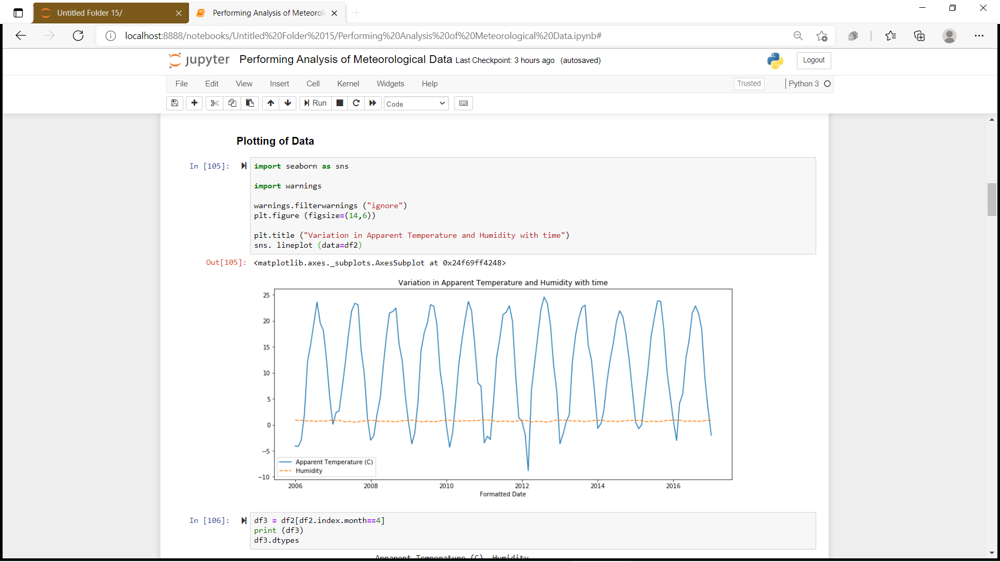 Untitled Folder 15/
Performing Analysis of Meteorol
localhost:8888/notebooks/Untitled%20Folder%2015/Performing%20Analysis%20of%20Meteorological%20Data.ipynb#
jupyter Performing Analysis of Meteorological Data Last Checkpoint: 3 hours ago (autosaved)
Logout
File Edit View Insert Cell Kernel Widgets Help
Trusted
Python 3
Run
Code
Plotting of Data
In [105]:
import seaborn as sns
import warnings
warnings.filterwarnings ("ignore")
plt.figure (figsize=(14,6))
plt.title ("Variation in Apparent Temperature and Humidity with time")
sns. lineplot (data=df2)
Out[105]: <matplotlib.axes._subplots.AxesSubplot at 0x24f69ff4248>
Variation in Apparent Temperature and Humidity with time
25
20
15
10
5
0
−5
−10
Apparent Temperature (C)
Humidity
2006 2008 2010 2012 2014 2016
Formatted Date
In [106]:
df3 = df2[df2.index.month==4]
print (df3)
df3.dtypes
Apparent Temperature (C) Humidity